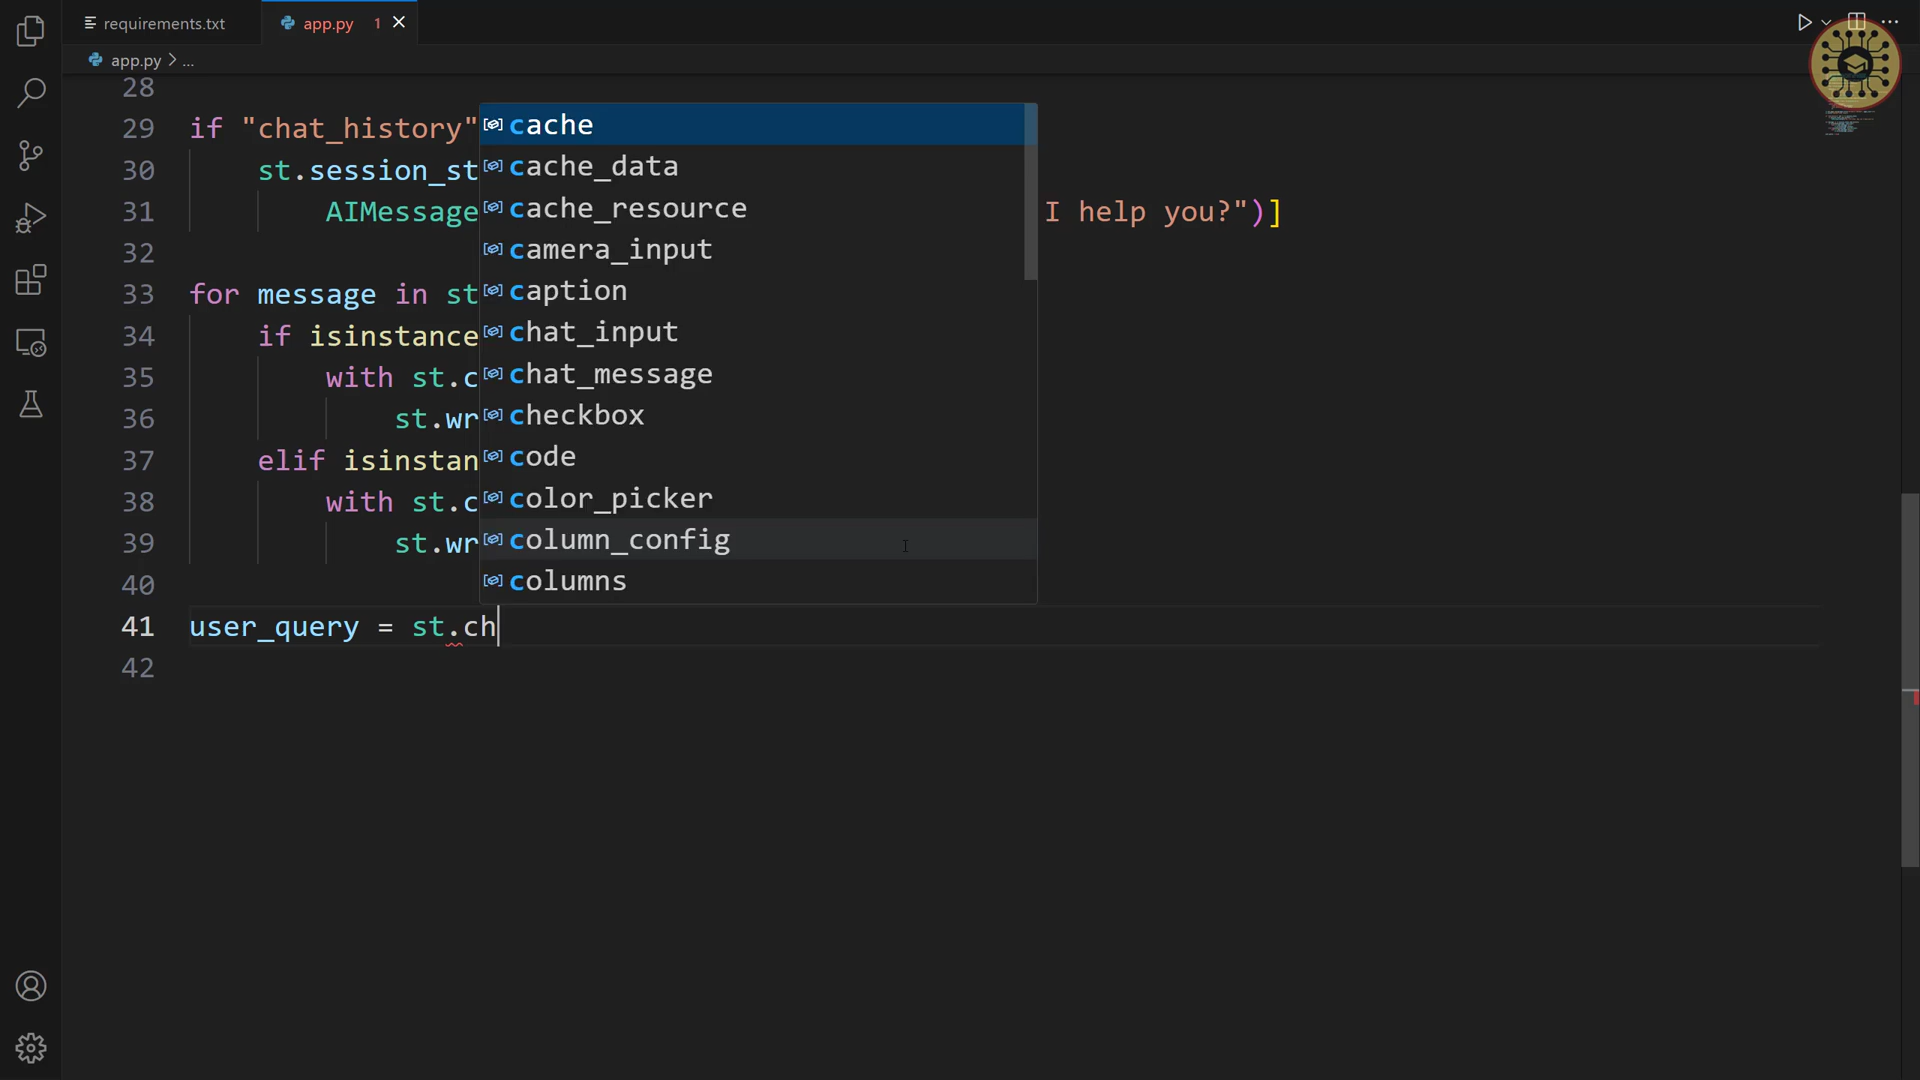 requirements.txt
app.py 1
app.py > ...
28
29 if "chat_history"
30 st.session_st
31 AIMessage I help you?")]
32
33 for message in st
34 if isinstance
35 with st.c
36 st.wr
37 elif isinstan
38 with st.c
39 st.wr
40
41 user_query = st.ch
42
cache
cache_data
cache_resource
camera_input
caption
chat_input
chat_message
checkbox
code
color_picker
column_config
columns